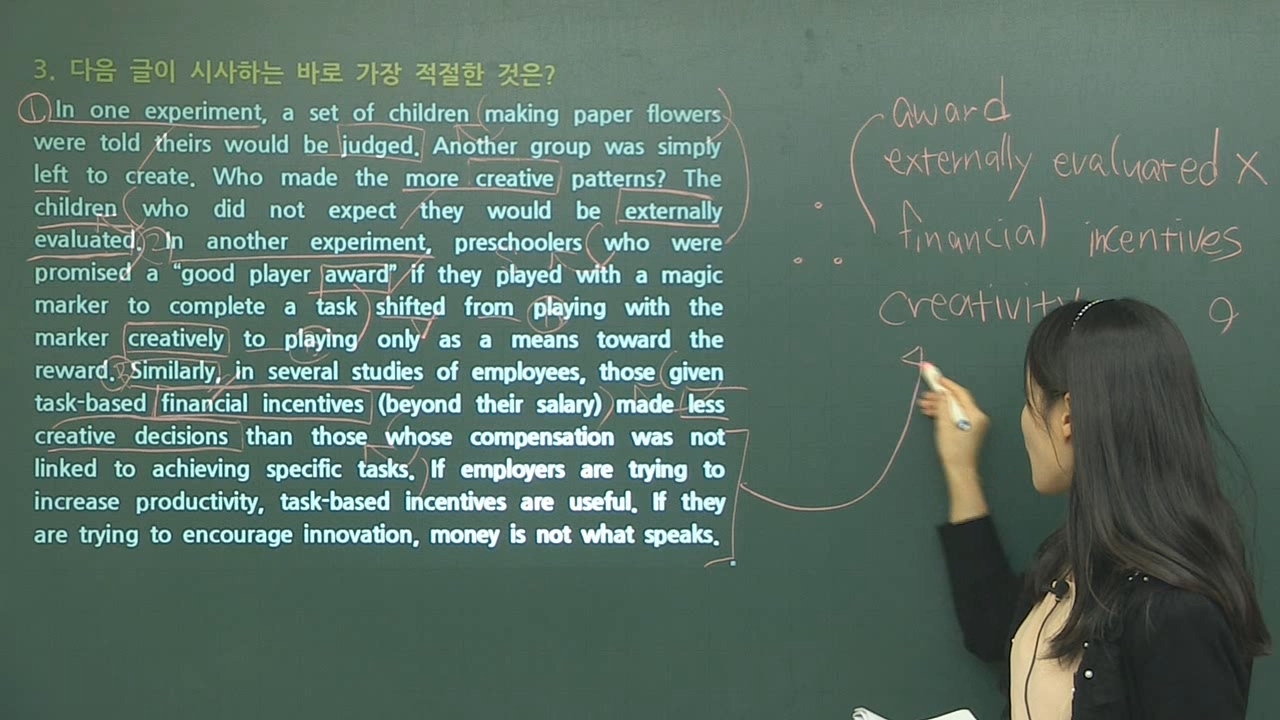 3. 다음 글이 시사하는 바로 가장 적절한 것은?
① In one experiment, a set of children making paper flowers
were told theirs would be judged. Another group was simply
left to create. Who made the more creative patterns? The
children who did not expect they would be externally
evaluated. ② In another experiment, preschoolers who were
promised a “good player award” if they played with a magic
marker to complete a task shifted from playing with the
marker creatively to playing only as a means toward the
reward. ③ Similarly, in several studies of employees, those given
task-based financial incentives (beyond their salary) made less
creative decisions than those whose compensation was not
linked to achieving specific tasks. If employers are trying to
increase productivity, task-based incentives are useful. If they
are trying to encourage innovation, money is not what speaks.
award
externally evaluated X
financial incentives
creativity